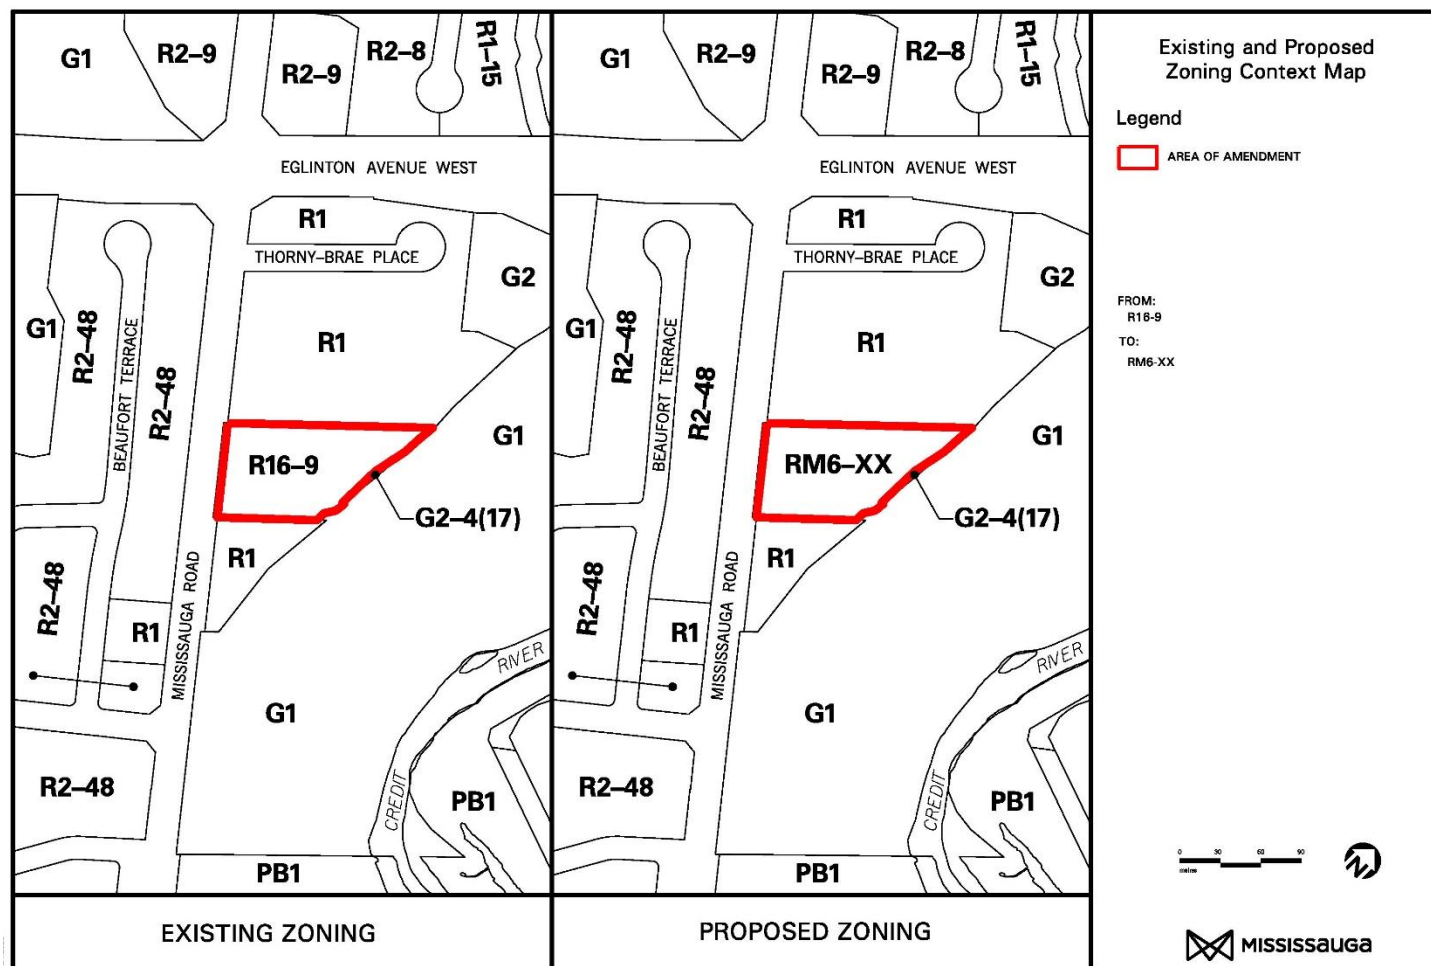 G1
R2–9
R2–9
R2–8
R1–15
EGLINTON AVENUE WEST
R1
THORNY–BRAE PLACE
G2
G1
R2–48
BEAUFORT TERRACE
R2–48
R1
R16–9
G1
G2–4(17)
R1
R2–48
R1
MISSISSAUGA ROAD
G1
RIVER
CREDIT
R2–48
PB1
PB1
EXISTING ZONING
G1
R2–9
R2–9
R2–8
R1–15
EGLINTON AVENUE WEST
R1
THORNY–BRAE PLACE
G2
G1
R2–48
BEAUFORT TERRACE
R2–48
R1
RM6–XX
G1
G2–4(17)
R1
R2–48
R1
MISSISSAUGA ROAD
G1
RIVER
CREDIT
R2–48
PB1
PB1
PROPOSED ZONING
Existing and Proposed
Zoning Context Map
Legend
AREA OF AMENDMENT
FROM:
R16-9
TO:
RM6-XX
0 30 60 90
metres
MISSISSAUGA